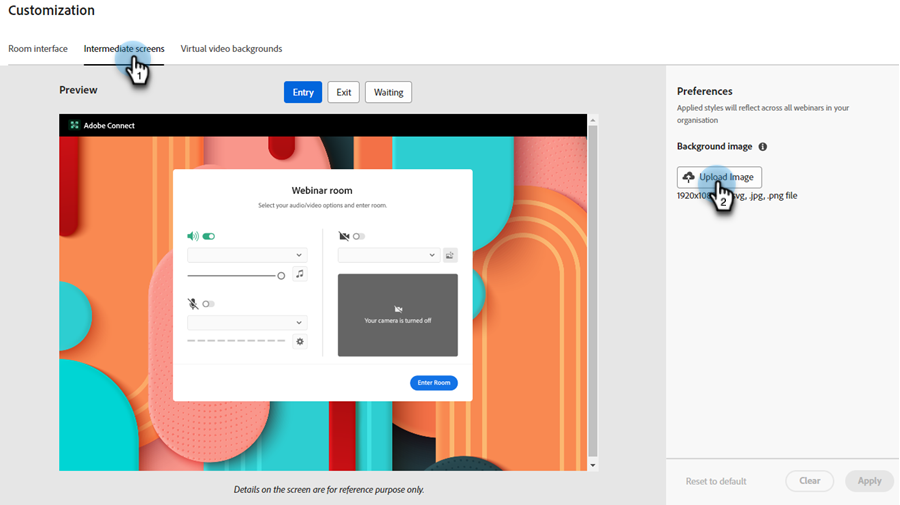 Customization
Room interface
Intermediate screens
Virtual video backgrounds
1
Preview
Entry
Exit
Waiting
Adobe Connect
Webinar room
Select your audio/video options and enter room.
Your camera is turned off
Enter Room
Details on the screen are for reference purpose only.
Preferences
Applied styles will reflect across all webinars in your
organisation
Background image
Upload Image
2
.jpg, .png file
Reset to default
Clear
Apply